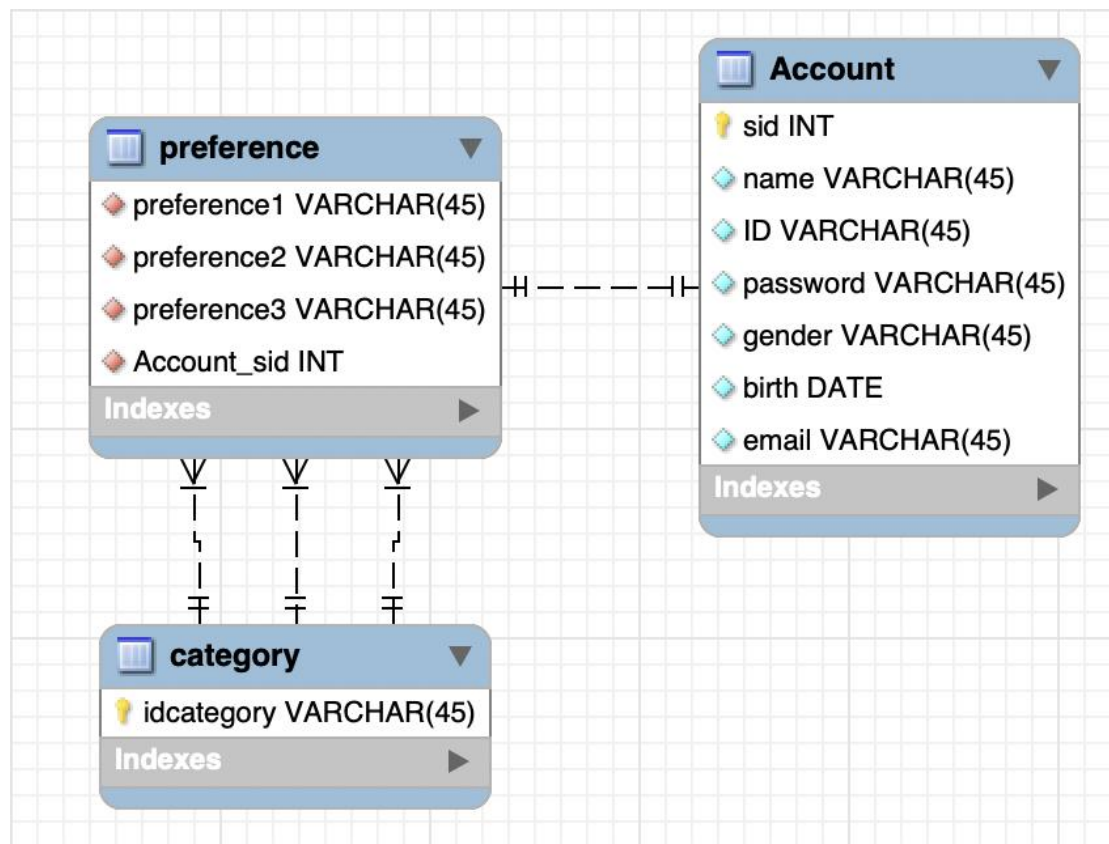 preference
preference1 VARCHAR(45)
preference2 VARCHAR(45)
preference3 VARCHAR(45)
Account_sid INT
Indexes
Account
sid INT
name VARCHAR(45)
ID VARCHAR(45)
password VARCHAR(45)
gender VARCHAR(45)
birth DATE
email VARCHAR(45)
Indexes
category
idcategory VARCHAR(45)
Indexes